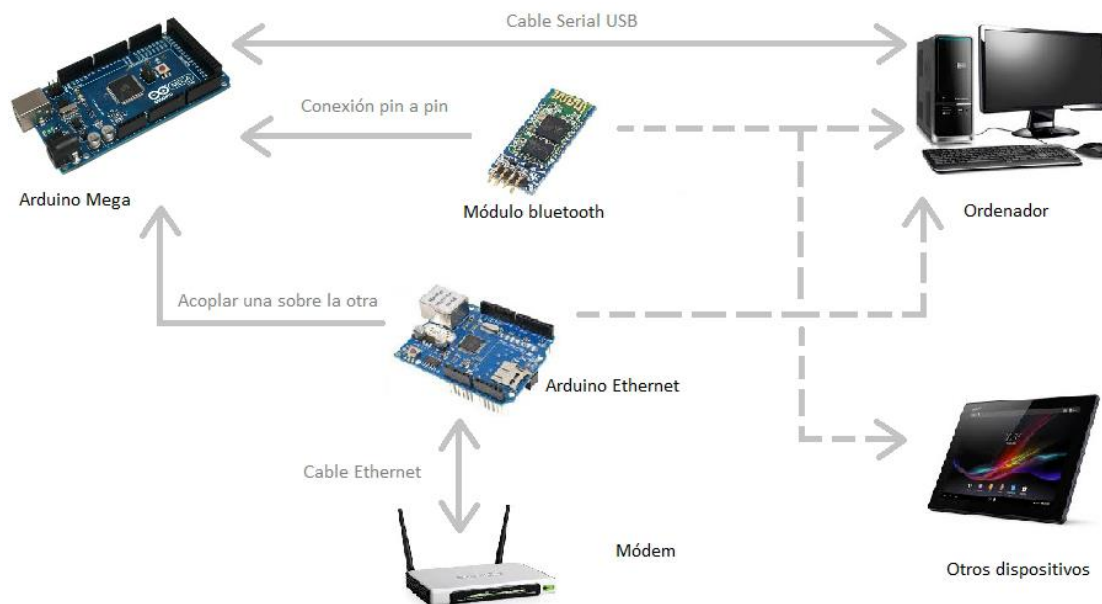 Cable Serial USB
Conexión pin a pin
Arduino Mega
Módulo bluetooth
Ordenador
Acoplar una sobre la otra
Arduino Ethernet
Cable Ethernet
Módem
Otros dispositivos